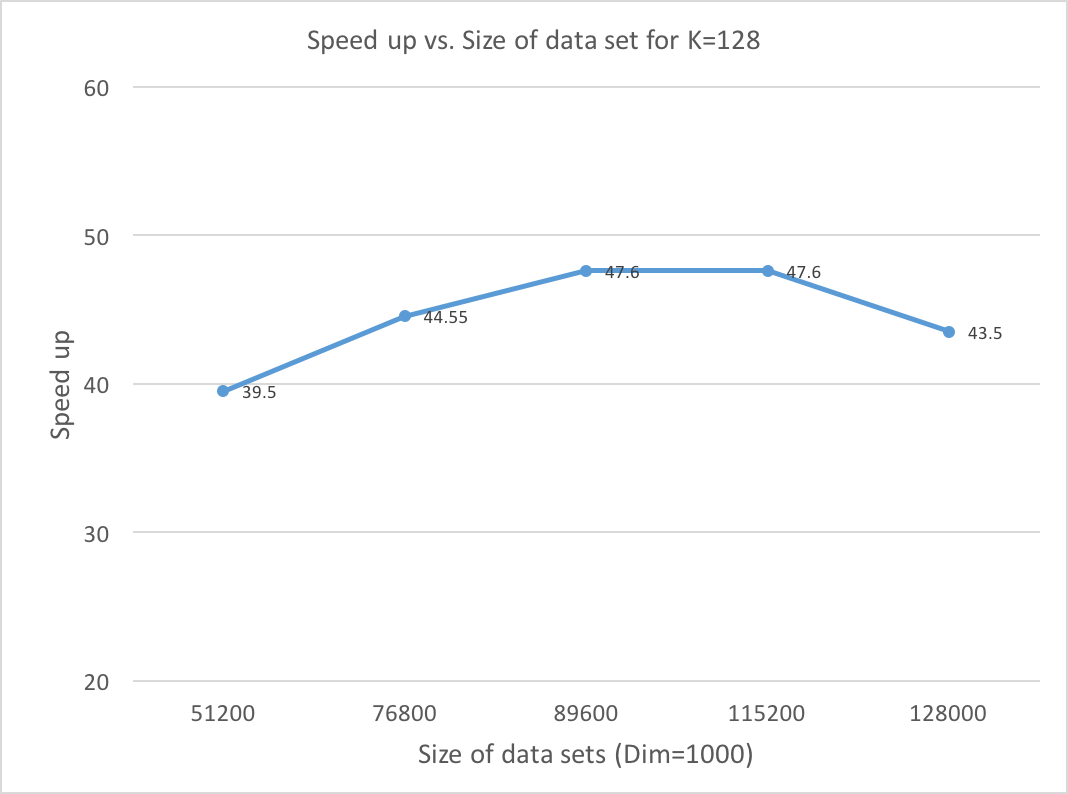 Speed up vs. Size of data set for K=128
60
50
40
30
20
Speed up
39.5
44.55
47.6
47.6
43.5
51200 76800 89600 115200 128000
Size of data sets (Dim=1000)